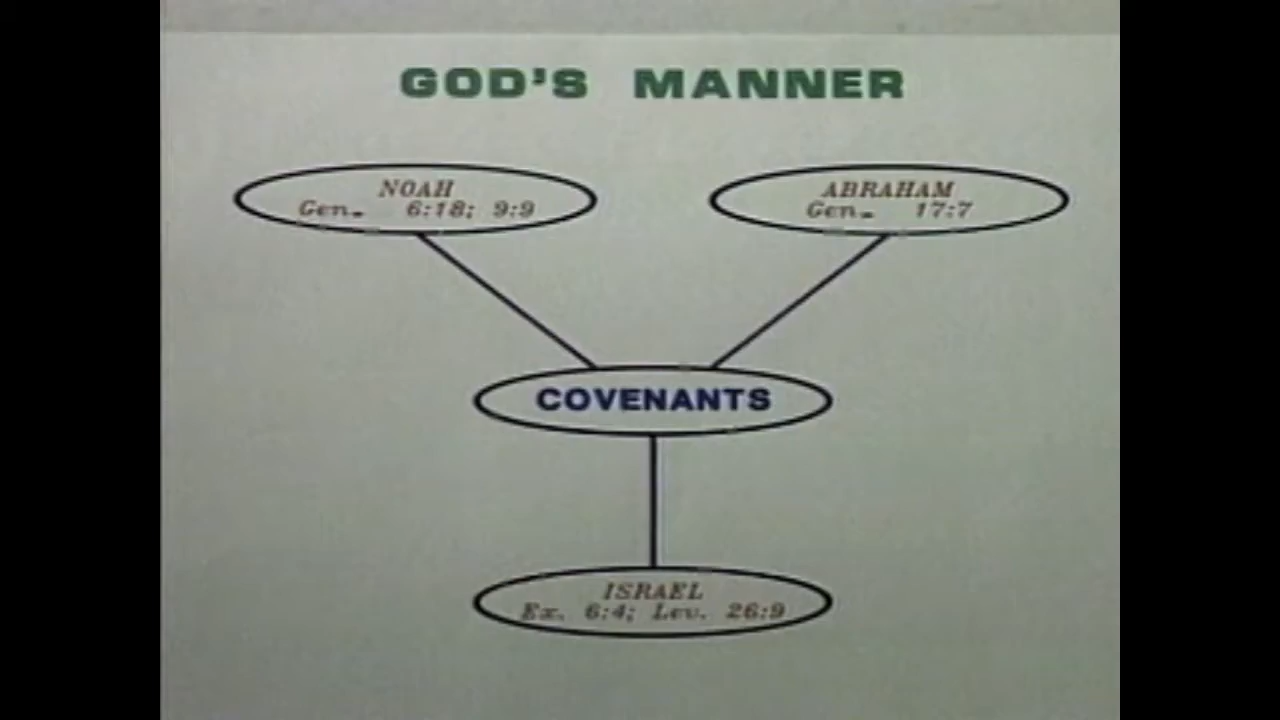 GOD'S MANNER
NOAH
Gen. 6:18; 9:9
ABRAHAM
Gen. 17:7
COVENANTS
ISRAEL
Ex. 6:4; Lev. 26:9